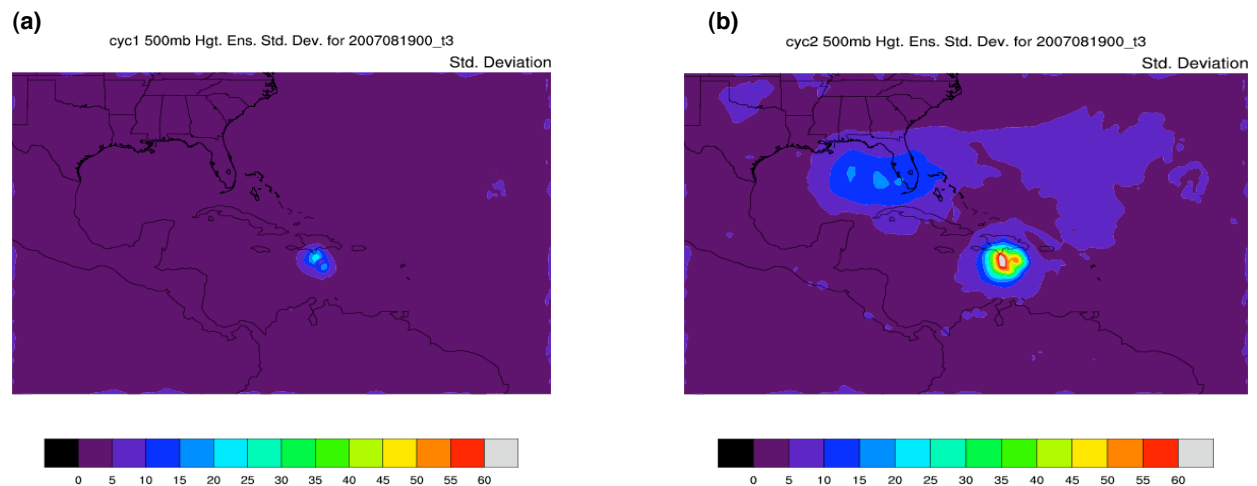 (a)
cyc1 500mb Hgt. Ens. Std. Dev. for 2007081900_t3
Std. Deviation
0 5 10 15 20 25 30 35 40 45 50 55 60
(b)
cyc2 500mb Hgt. Ens. Std. Dev. for 2007081900_t3
Std. Deviation
0 5 10 15 20 25 30 35 40 45 50 55 60